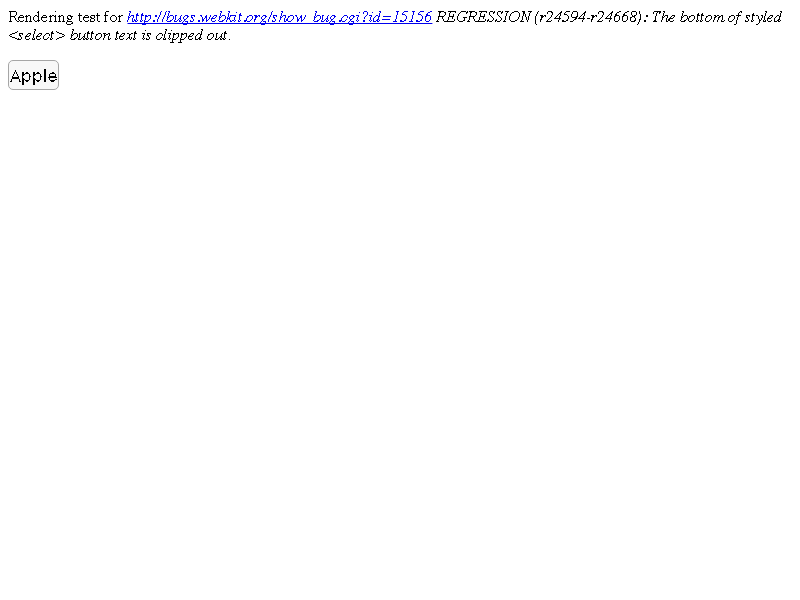 Rendering test for http://bugs.webkit.org/show_bug.cgi?id=15156 REGRESSION (r24594-r24668): The bottom of styled
<select> button text is clipped out.
Apple